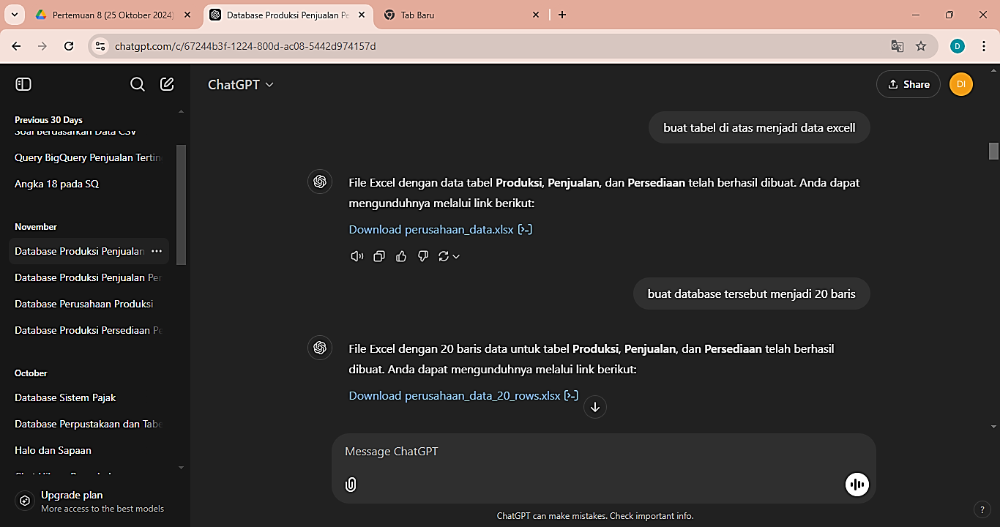 Pertemuan 8 (25 Oktober 2024)
Database Produksi Penjualan Pe
Tab Baru
chatgpt.com/c/67244b3f-1224-800d-ac08-5442d974157d
D
ChatGPT
Share
DI
Previous 30 Days
Soal Berdasarkan Data CSV
Query BigQuery Penjualan Tertin
Angka 18 pada SQ
November
Database Produksi Penjualan
Database Produksi Penjualan Per
Database Perusahaan Produksi
Database Produksi Persediaan Pe
October
Database Sistem Pajak
Database Perpustakaan dan Tabe
Halo dan Sapaan
Upgrade plan
More access to the best models
buat tabel di atas menjadi data excell
File Excel dengan data tabel Produksi, Penjualan, dan Persediaan telah berhasil dibuat. Anda dapat
mengunduhnya melalui link berikut:
Download perusahaan_data.xlsx [>-]
buat database tersebut menjadi 20 baris
File Excel dengan 20 baris data untuk tabel Produksi, Penjualan, dan Persediaan telah berhasil
dibuat. Anda dapat mengunduhnya melalui link berikut:
Download perusahaan_data_20_rows.xlsx [>-]
Message ChatGPT
ChatGPT can make mistakes. Check important info.
?